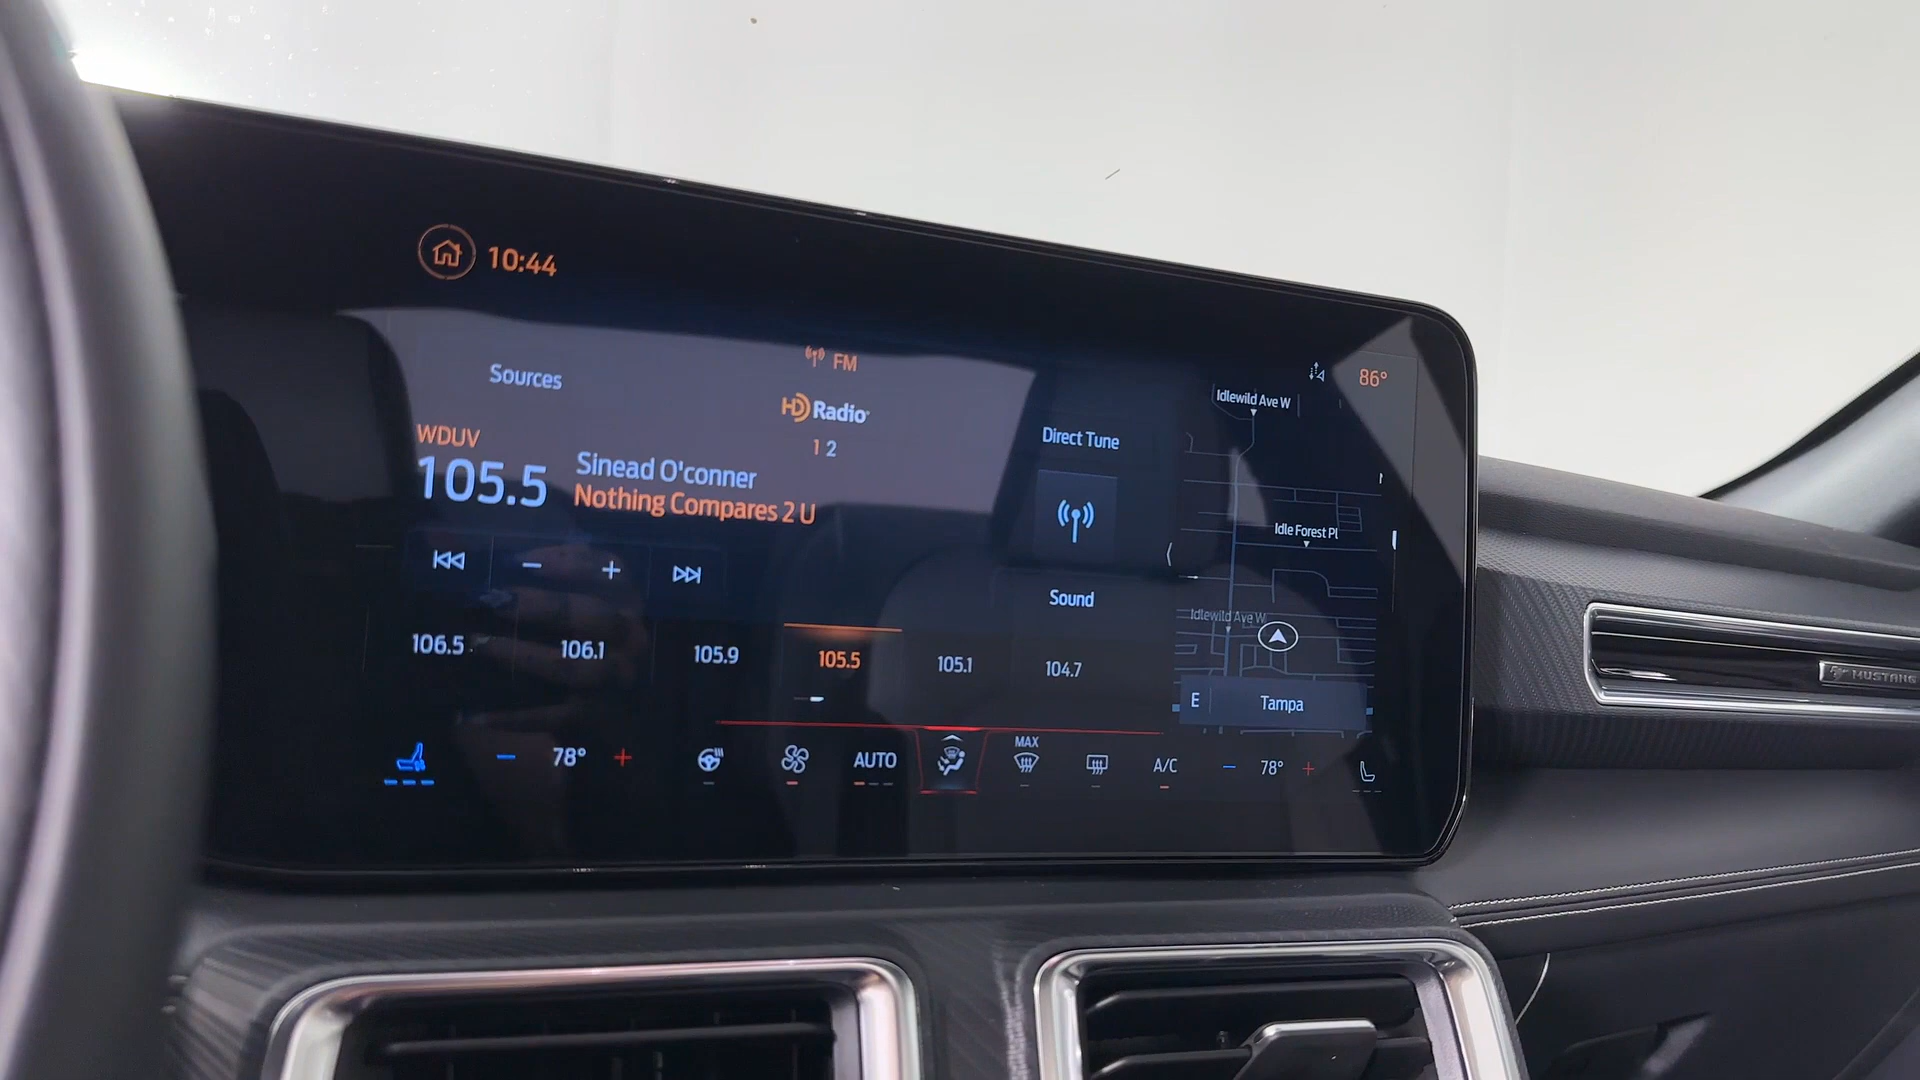 10:44
86°
Sources
FM
HD Radio
1 2
WDUV
105.5
Sinead O'conner
Nothing Compares 2 U
Direct Tune
Sound
106.5
106.1
105.9
105.5
105.1
104.7
Idlewild Ave W
Idle Forest Pl
Idlewild Ave W
E
Tampa
78°
AUTO
MAX
A/C
78°
MUSTANG